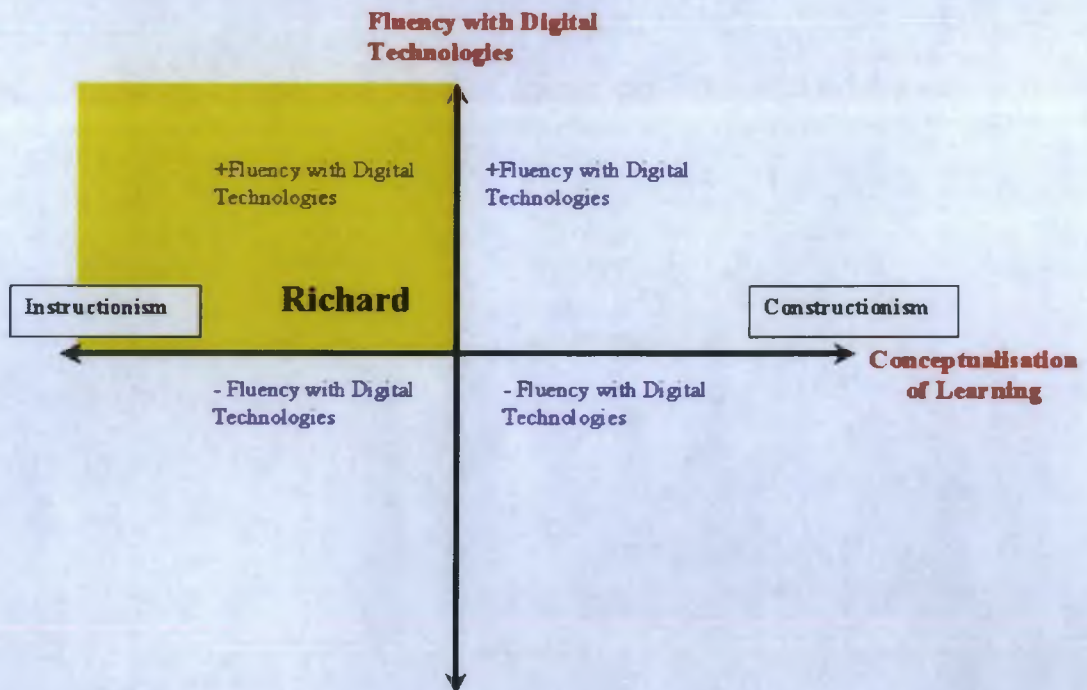 Fluency with Digital
Technologies
+Fluency with Digital
Technologies
+Fluency with Digital
Technologies
Instructionism
Richard
Constructionism
Conceptualisation
of Learning
- Fluency with Digital
Technologies
- Fluency with Digital
Technologies